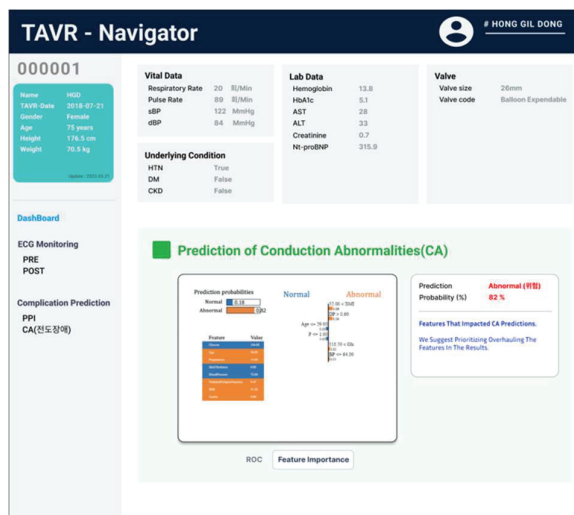 TAVR - Navigator
# HONG GIL DONG
000001
Name HGD
TAVR-Date 2018-07-21
Gender Female
Age 75 years
Height 176.5 cm
Weight 70.5 kg
DashBoard
ECG Monitoring
PRE
POST
Complication Prediction
PPI
CA(전도장애)
Vital Data
Respiratory Rate 20 회/Min
Pulse Rate 89 회/Min
sBP 122 MmHg
dBP 84 MmHg
Underlying Condition
HTN True
DM False
CKD False
Lab Data
Hemoglobin 13.8
HbA1c 5.1
AST 28
ALT 33
Creatinine 0.7
Nt-proBNP 315.9
Valve
Valve size 26mm
Valve code Balloon Expendable
Prediction of Conduction Abnormalities(CA)
Prediction probabilities
Normal 0.18
Abnormal 0.82
Normal Abnormal
Feature Value
Prediction Abnormal (위험)
Probability (%) 82 %
Features That Impacted CA Predictions.
We Suggest Prioritizing Overhauling The
Features In The Results.
ROC Feature Importance